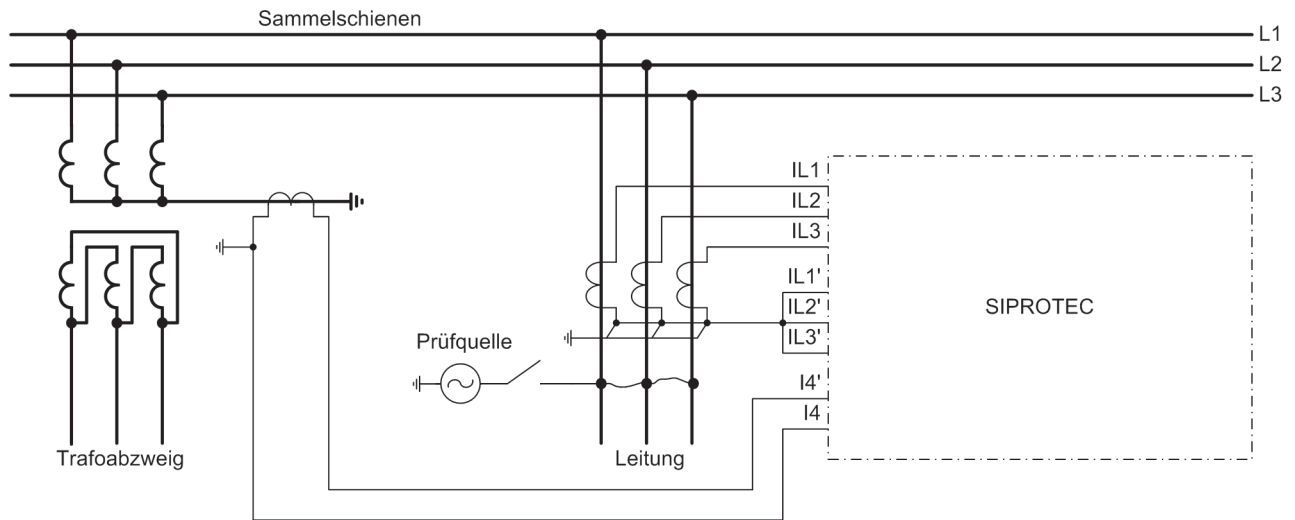 Sammelschienen
L1
L2
L3
IL1
IL2
IL3
IL1'
IL2'
IL3'
SIPROTEC
Prüfquelle
I4'
I4
Trafoabzweig
Leitung